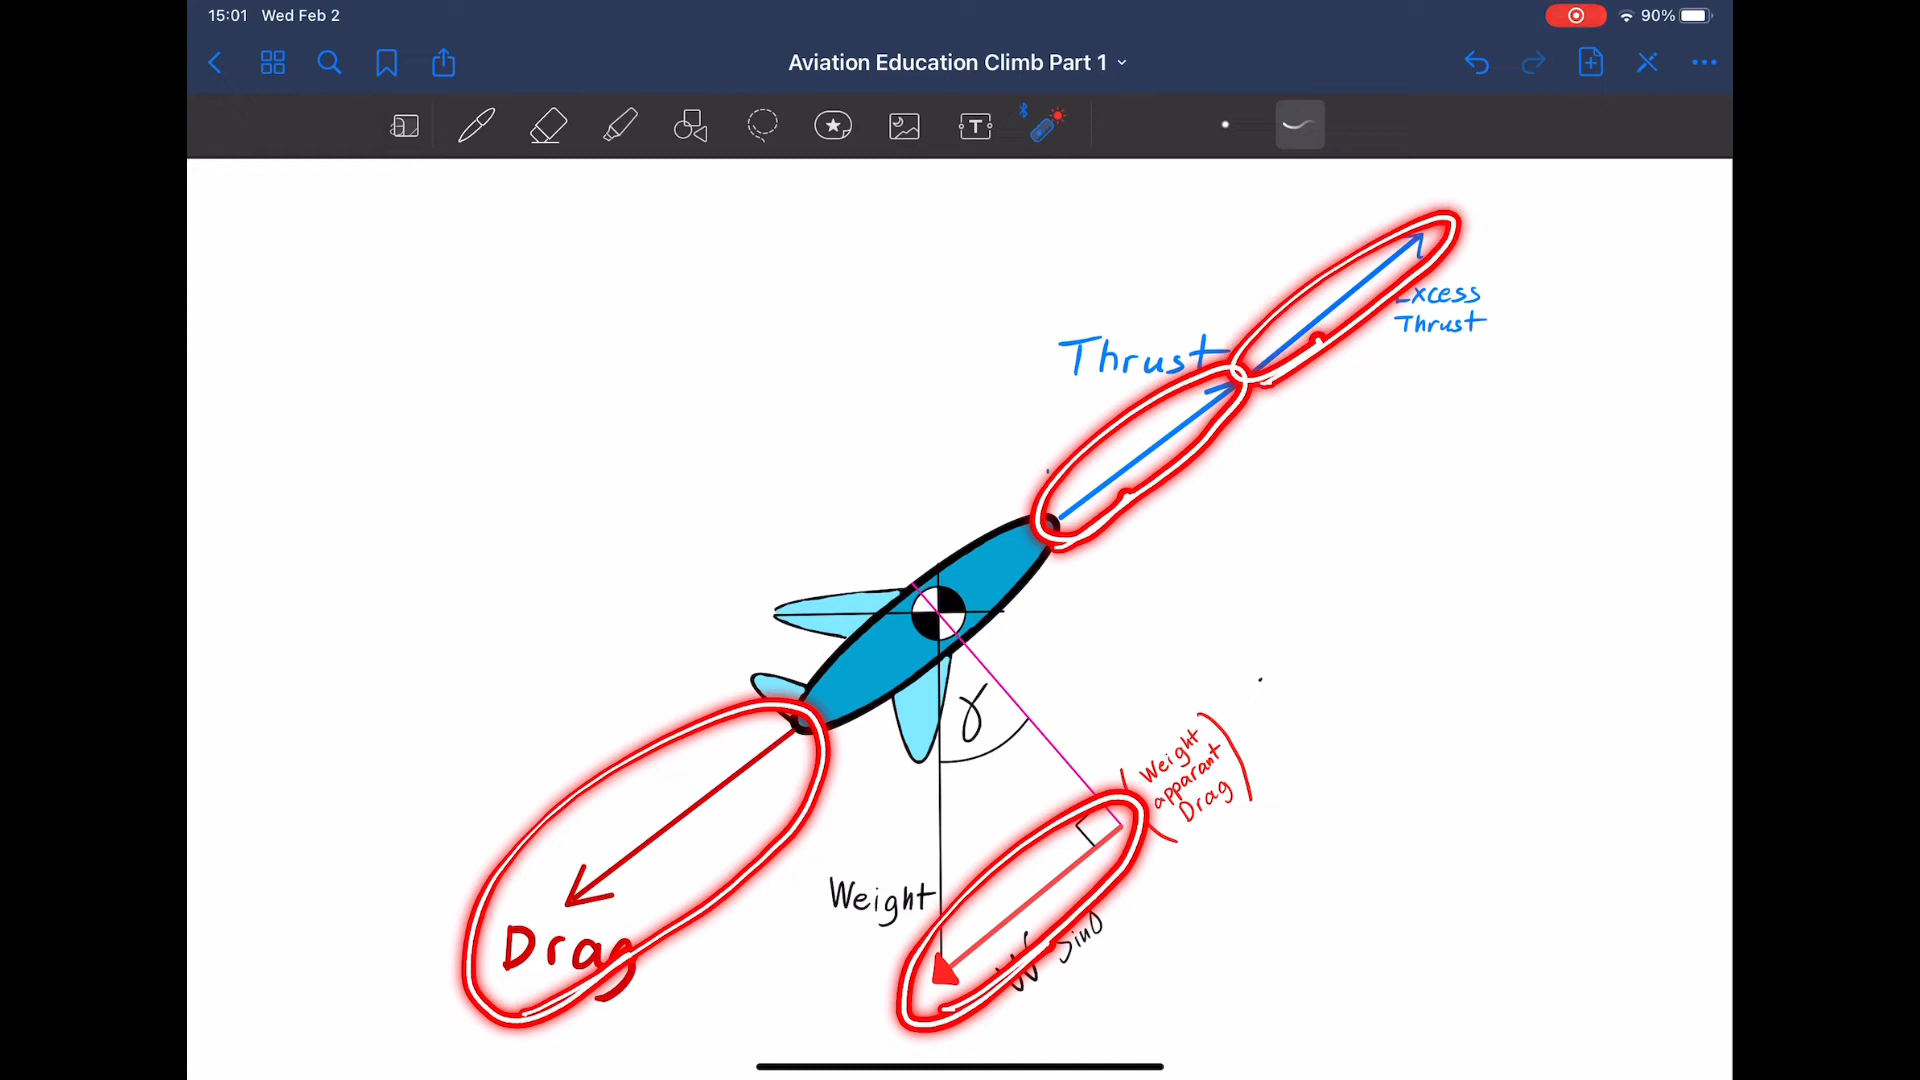 15:01 Wed Feb 2
90%
Aviation Education Climb Part 1
T
Excess
Thrust
Thrust
γ
(Weight
apparant
Drag)
Weight
Drag
W sinθ